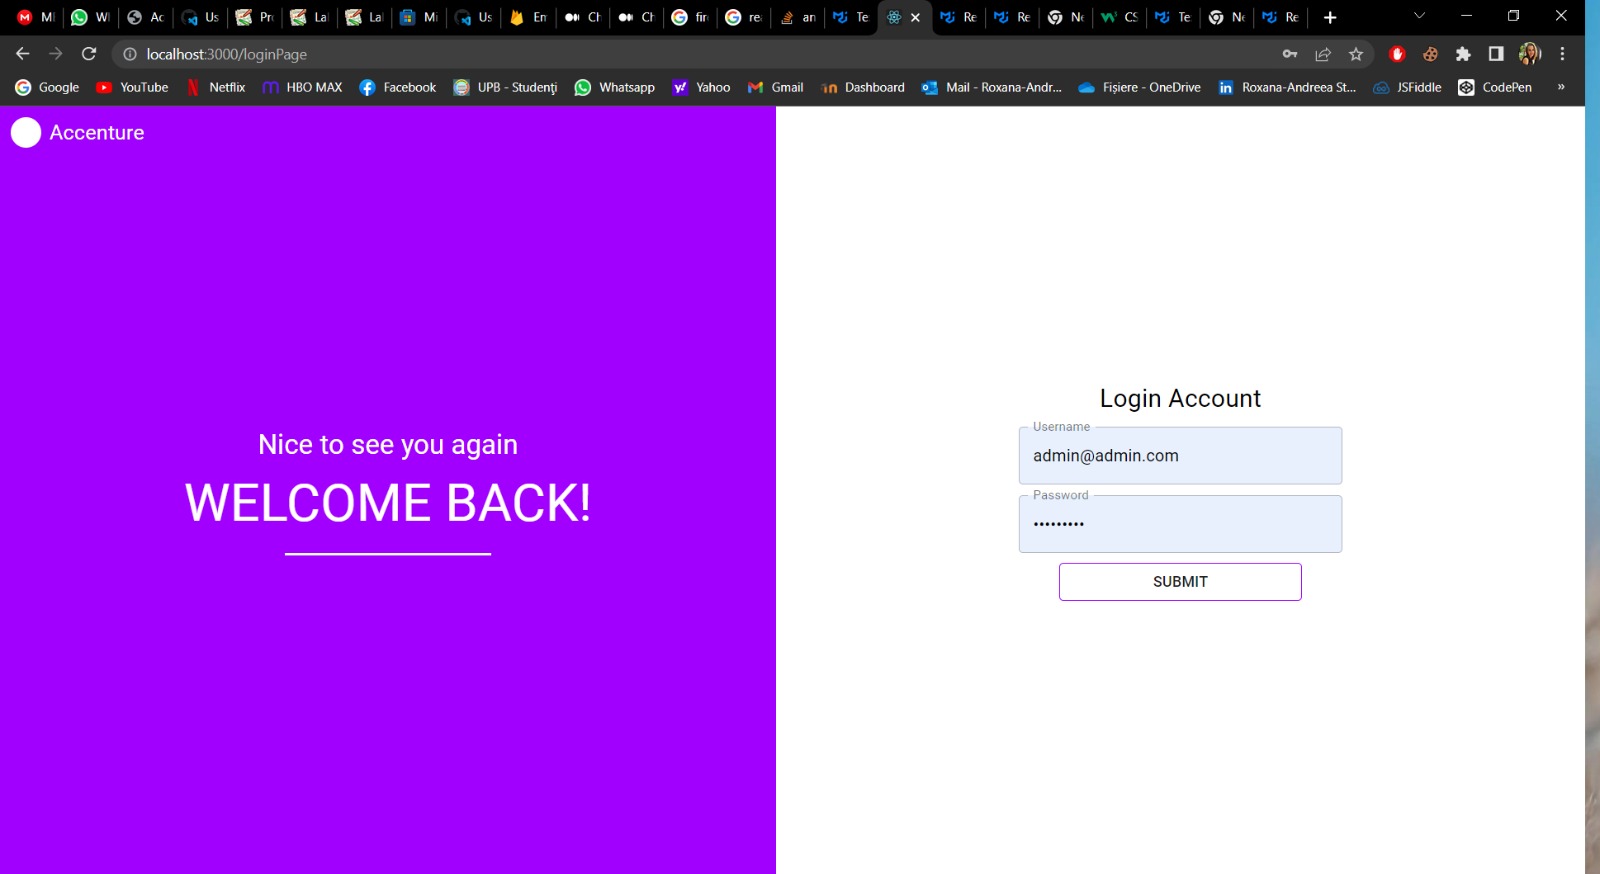 M WI Ac Us Pr La La Mi Us En Ch Ch fir rea an Te Re Re Ne CS Te Ne Re
localhost:3000/loginPage
Google YouTube Netflix HBO MAX Facebook UPB - Studenţi Whatsapp Yahoo Gmail Dashboard Mail - Roxana-Andr... Fișiere - OneDrive Roxana-Andreea St... JSFiddle CodePen »
Accenture
Nice to see you again
WELCOME BACK!
Login Account
Username
admin@admin.com
Password
•••••••••
SUBMIT